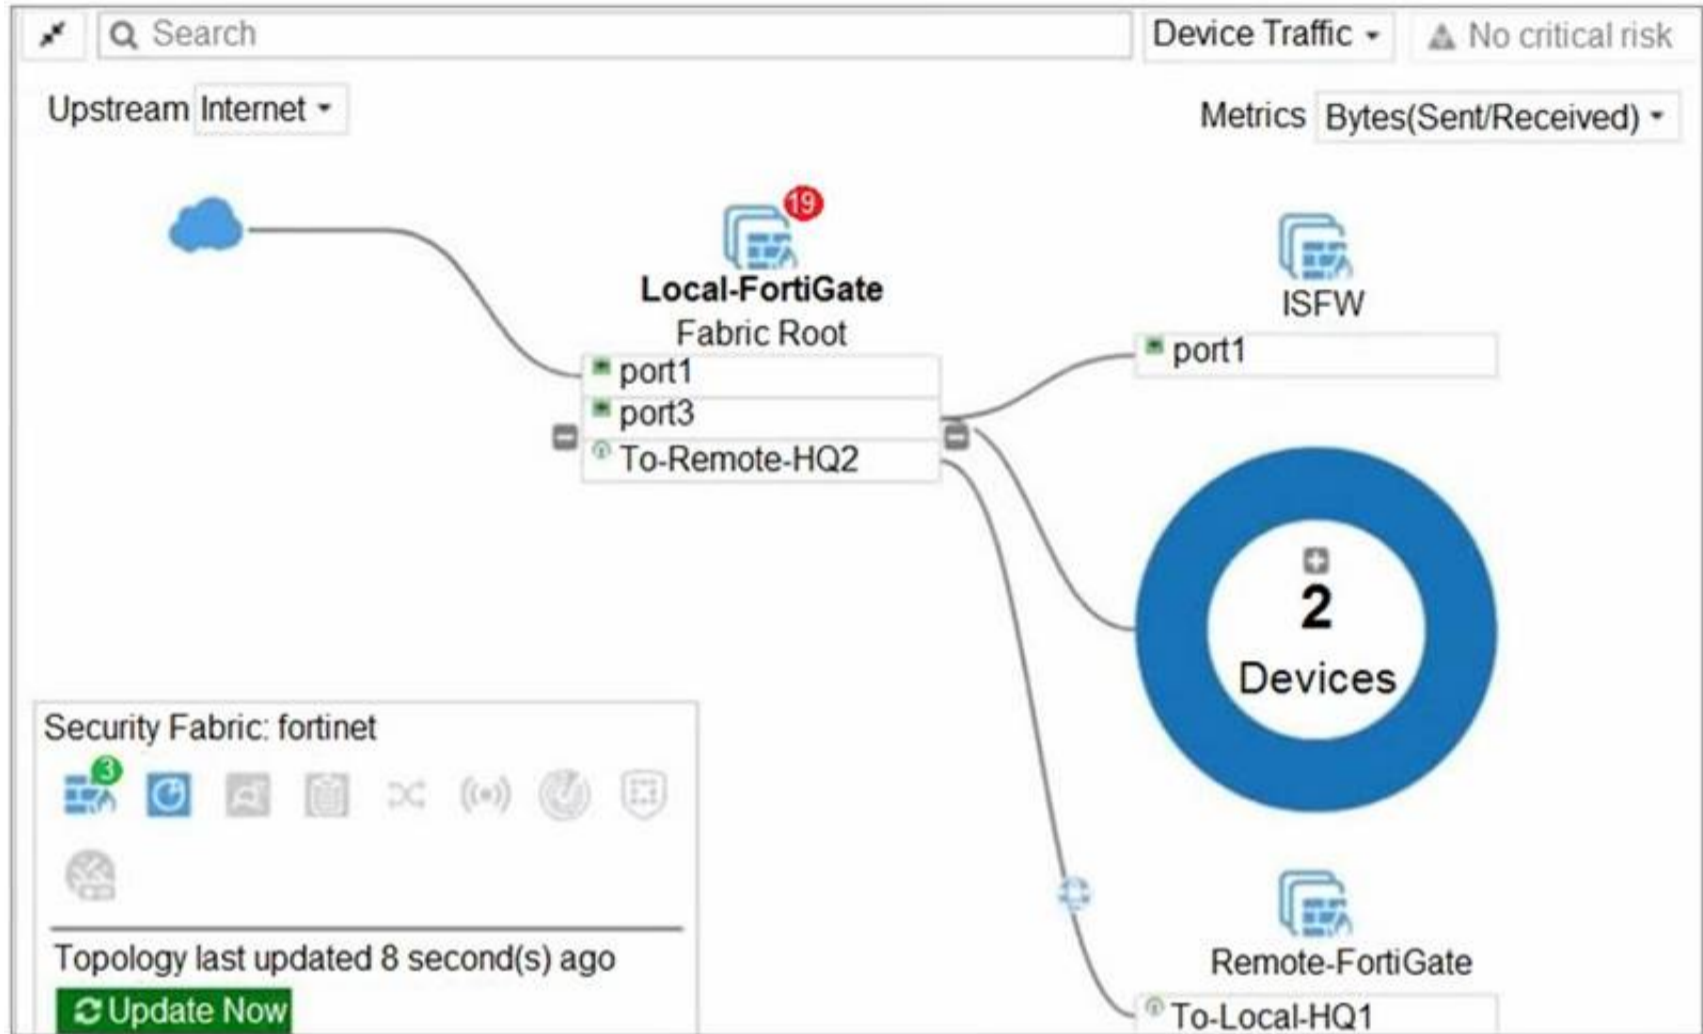 Search
Device Traffic
No critical risk
Upstream Internet
Metrics Bytes(Sent/Received)
19
Local-FortiGate
Fabric Root
port1
port3
To-Remote-HQ2
ISFW
port1
2
Devices
Security Fabric: fortinet
3
Topology last updated 8 second(s) ago
Update Now
Remote-FortiGate
To-Local-HQ1